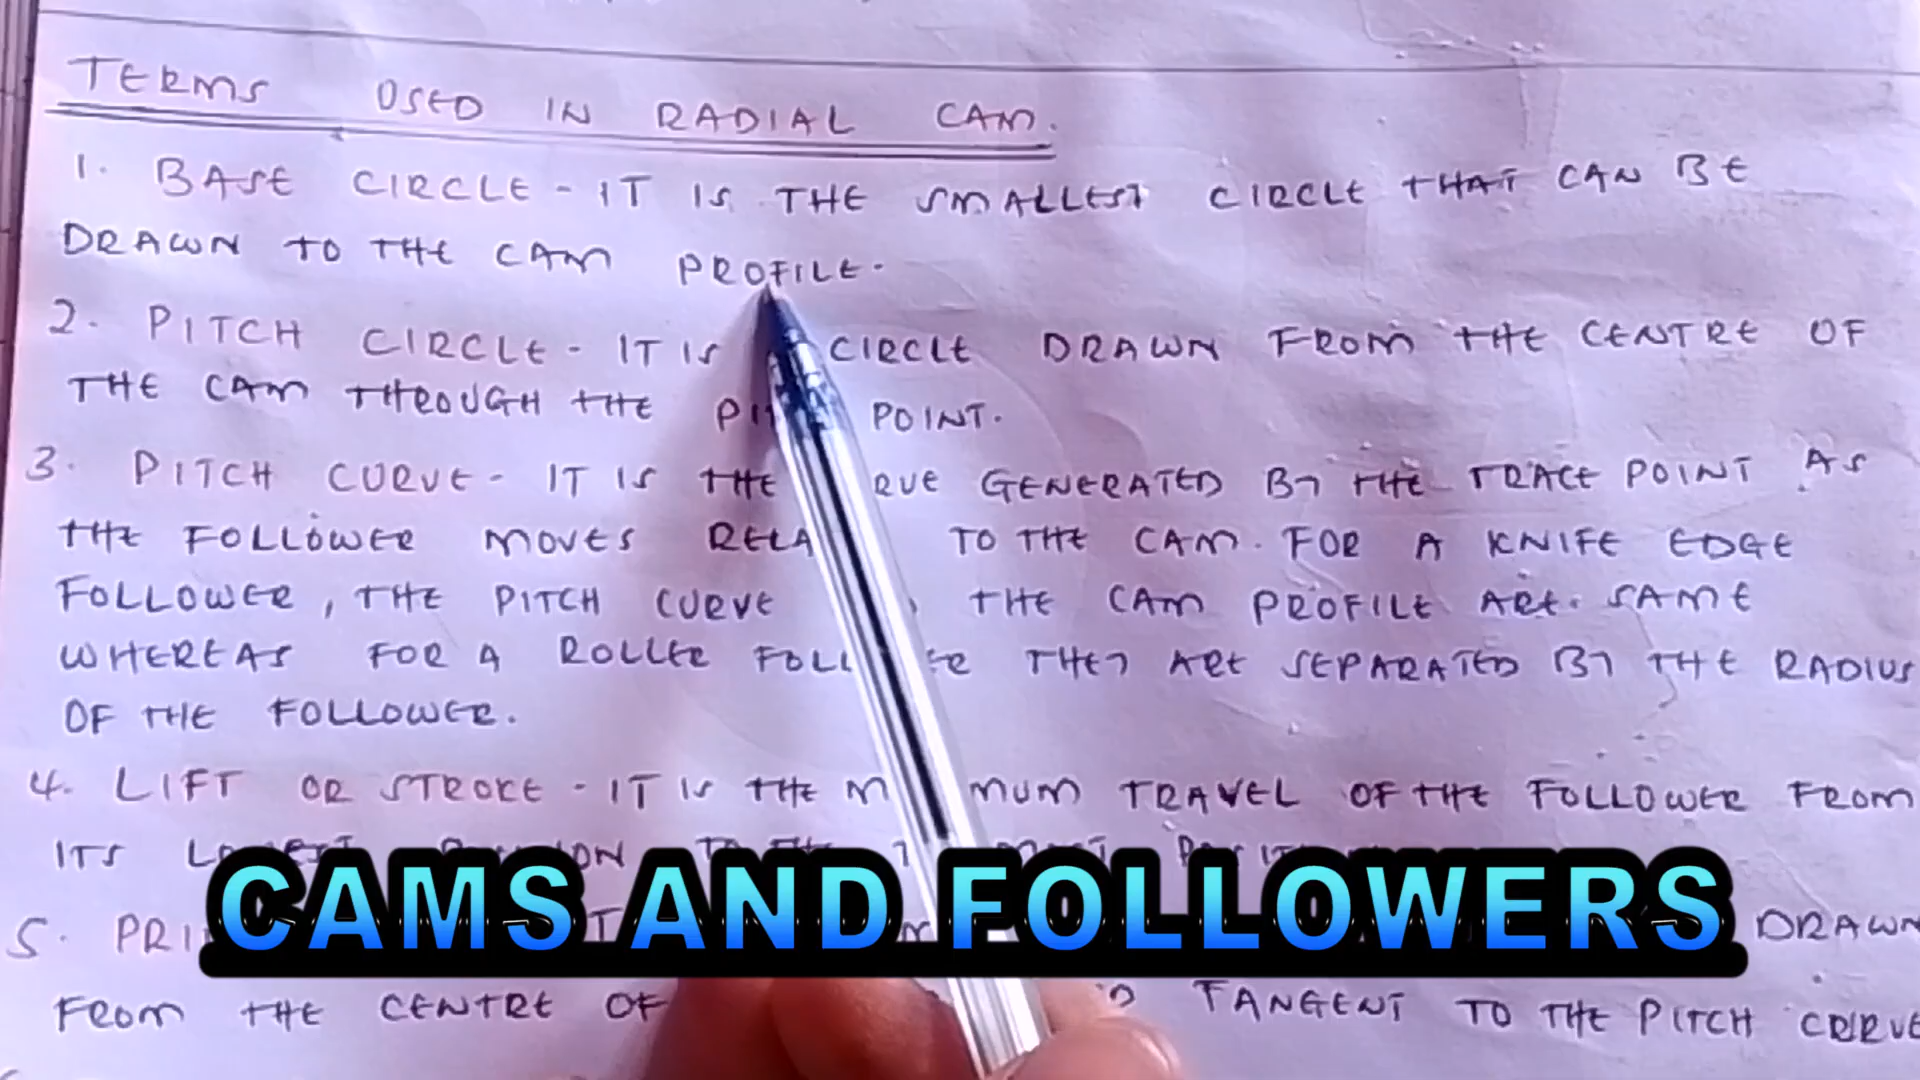 TERMS USED IN RADIAL CAM.
1. BASE CIRCLE - IT IS THE SMALLEST CIRCLE THAT CAN BE
DRAWN TO THE CAM PROFILE.
2. PITCH CIRCLE - IT IS CIRCLE DRAWN FROM THE CENTRE OF
THE CAM THROUGH THE POINT.
3. PITCH CURVE - IT IS THE GENERATED BY THE TRACE POINT AS
THE FOLLOWER MOVES TO THE CAM. FOR A KNIFE EDGE
FOLLOWER, THE PITCH CURVE THE CAM PROFILE ARE SAME
WHEREAS FOR A ROLLER THEY ARE SEPARATED BY THE RADIUS
OF THE FOLLOWER.
4. LIFT OR STROKE - IT IS THE TRAVEL OF THE FOLLOWER FROM
ITS
CAMS AND FOLLOWERS
5. DRAWN
FROM THE CENTRE OF TANGENT TO THE PITCH CURVE